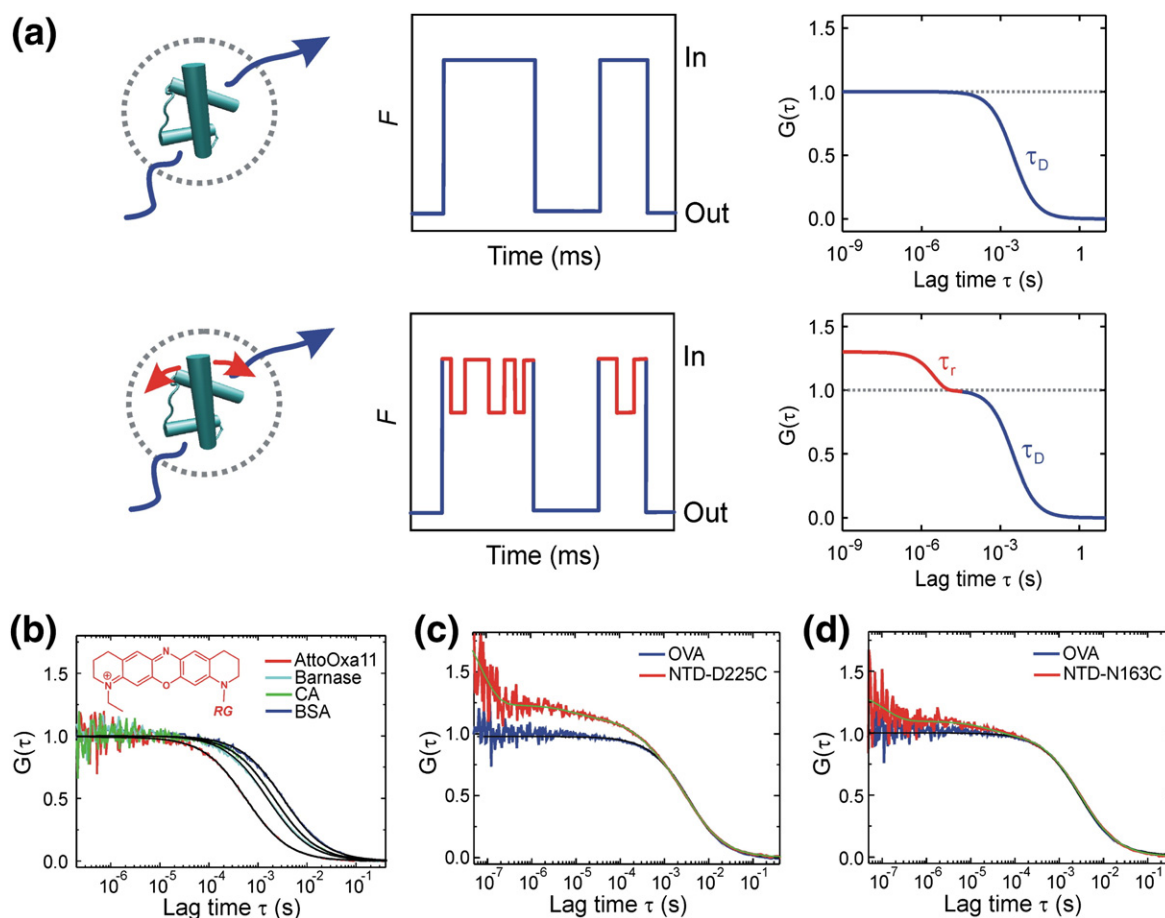 (a)
F
In
Out
Time (ms)
G(τ)
1.5
1.0
0.5
0.0
τD
10-9
10-6
10-3
1
Lag time τ (s)
F
In
Out
Time (ms)
G(τ)
1.5
1.0
0.5
0.0
τr
τD
10-9
10-6
10-3
1
Lag time τ (s)
(b)
G(τ)
1.5
1.0
0.5
0.0
N
N
O
N
RG
AttoOxa11
Barnase
CA
BSA
10-6
10-5
10-4
10-3
10-2
10-1
Lag time τ (s)
(c)
G(τ)
1.5
1.0
0.5
0.0
OVA
NTD-D225C
10-7
10-6
10-5
10-4
10-3
10-2
10-1
Lag time τ (s)
(d)
G(τ)
1.5
1.0
0.5
0.0
OVA
NTD-N163C
10-7
10-6
10-5
10-4
10-3
10-2
10-1
Lag time τ (s)